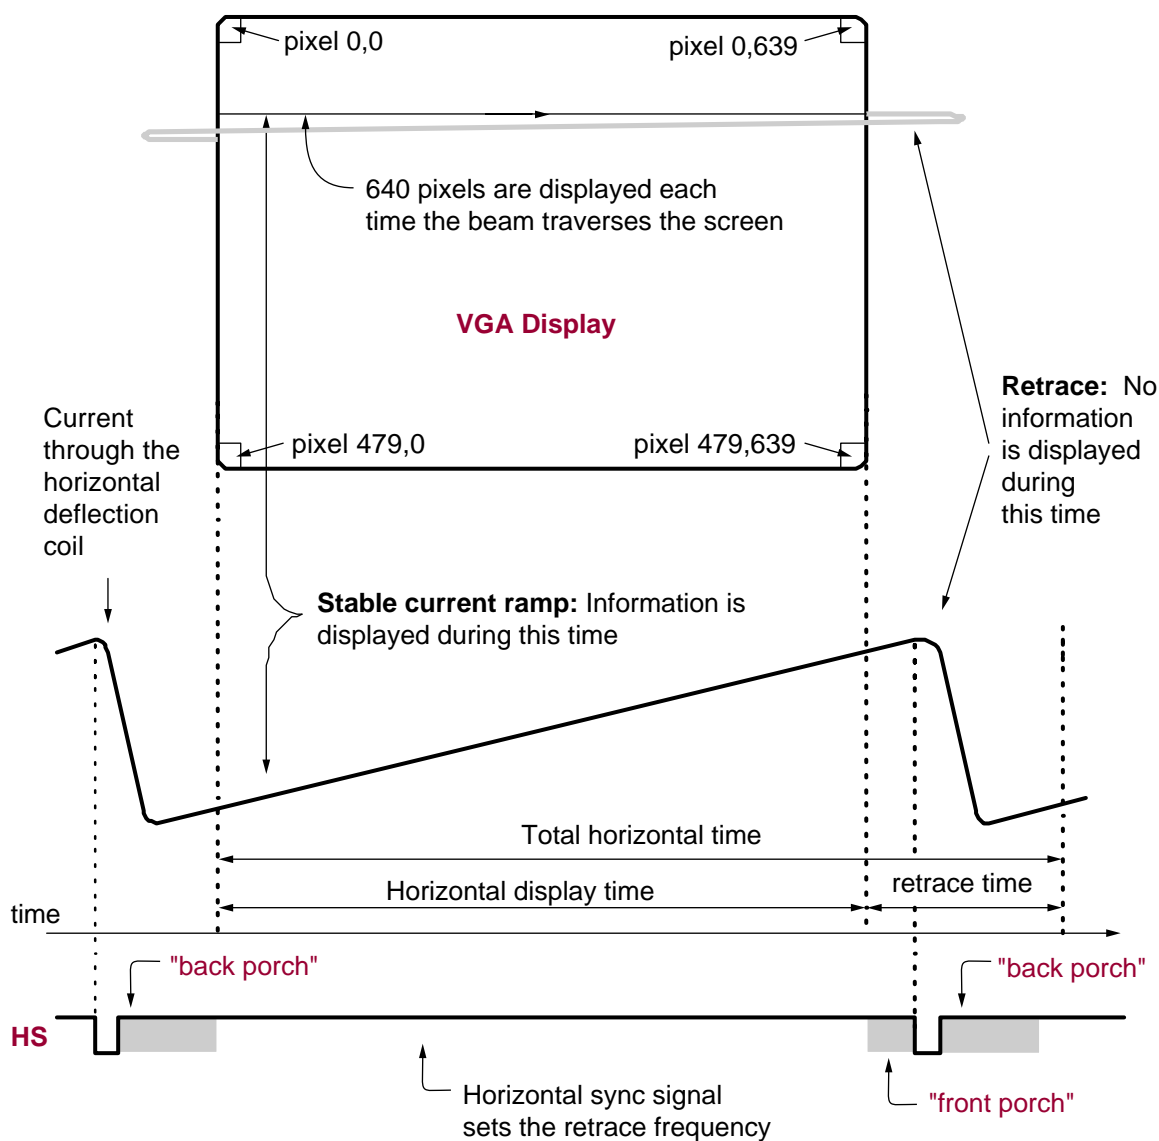 pixel 0,0
pixel 0,639
640 pixels are displayed each
time the beam traverses the screen
VGA Display
Retrace: No
information
is displayed
during
this time
Current
through the
horizontal
deflection
coil
pixel 479,0
pixel 479,639
Stable current ramp: Information is
displayed during this time
Total horizontal time
Horizontal display time
retrace time
time
"back porch"
"back porch"
HS
Horizontal sync signal
sets the retrace frequency
"front porch"